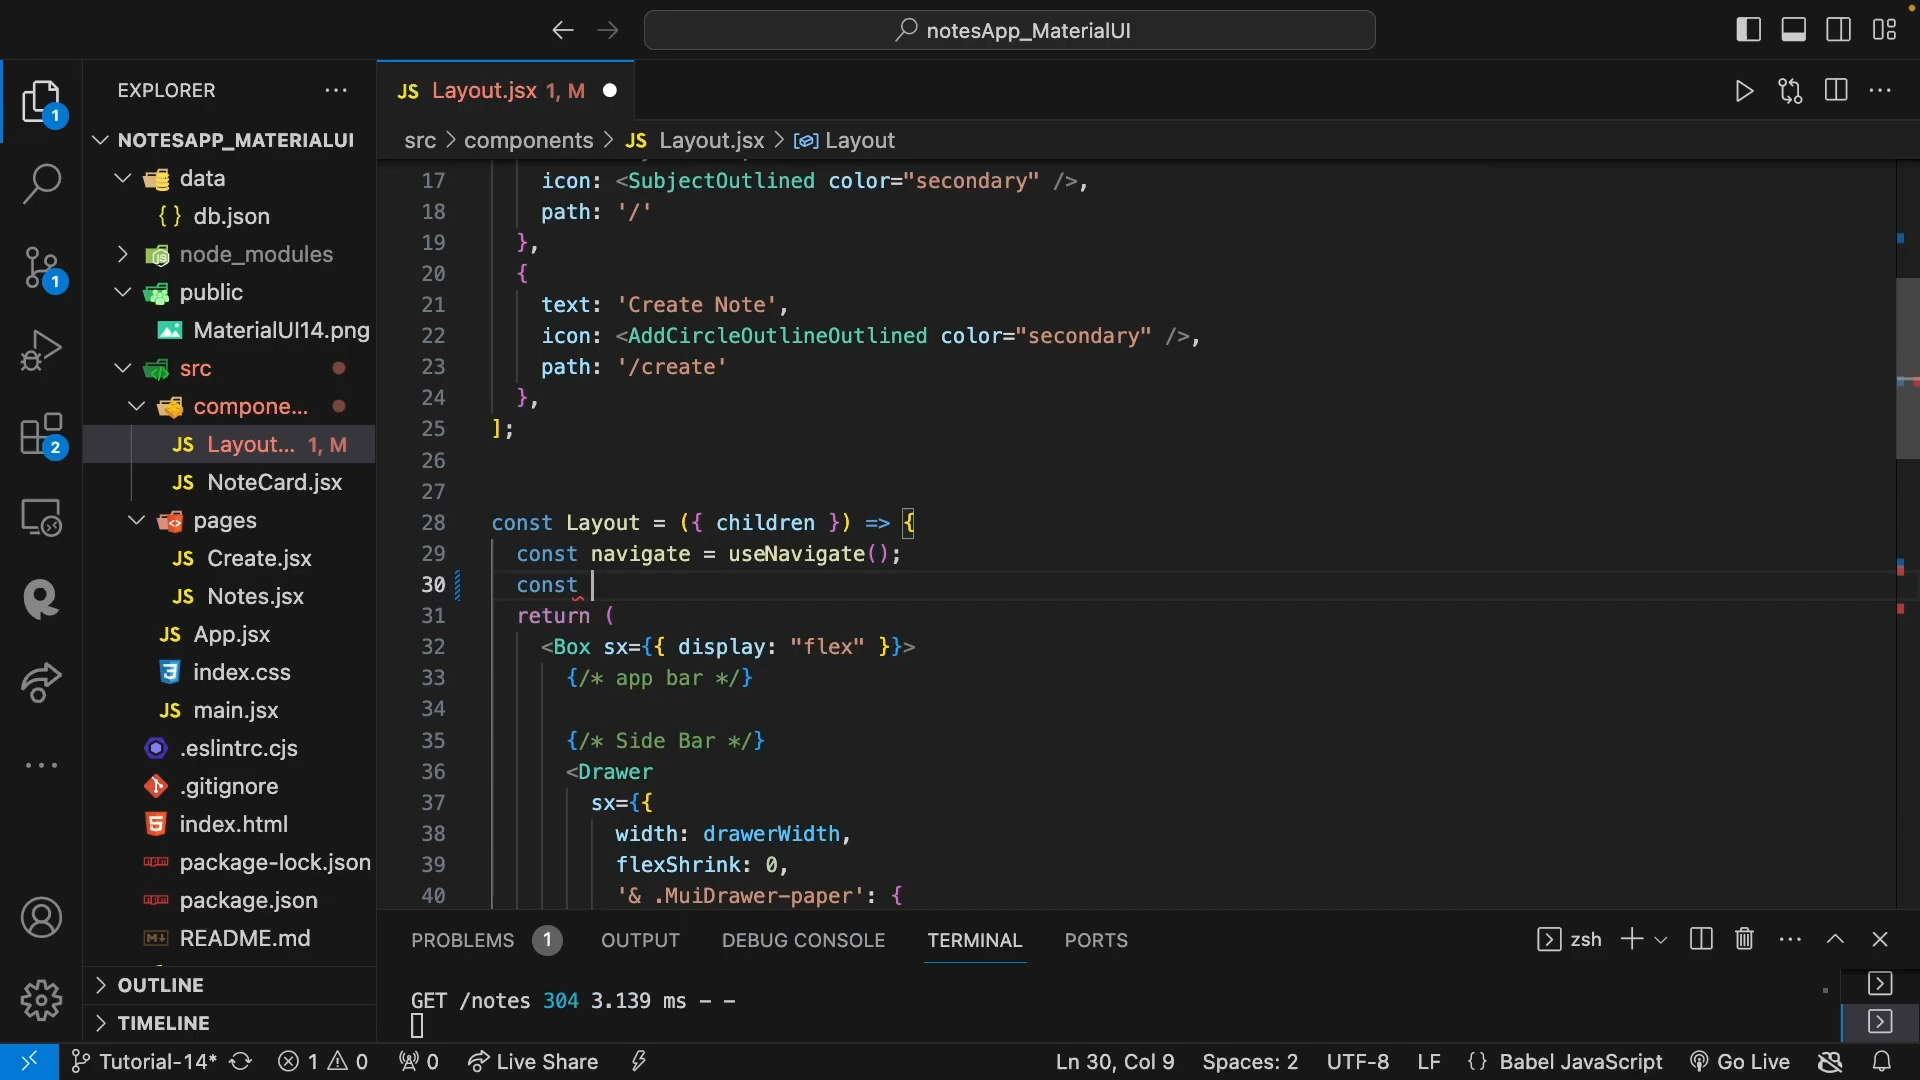 notesApp_MaterialUI
EXPLORER
NOTESAPP_MATERIALUI
data
db.json
node_modules
public
MaterialUI14.png
src
compone...
Layout... 1, M
NoteCard.jsx
pages
Create.jsx
Notes.jsx
App.jsx
index.css
main.jsx
.eslintrc.cjs
.gitignore
index.html
package-lock.json
package.json
README.md
OUTLINE
TIMELINE
1
1
2
JS Layout.jsx 1, M
src > components > JS Layout.jsx > Layout
17 icon: <SubjectOutlined color="secondary" />,
18 path: '/'
19 },
20 {
21 text: 'Create Note',
22 icon: <AddCircleOutlineOutlined color="secondary" />,
23 path: '/create'
24 },
25 ];
26
27
28 const Layout = ({ children }) => {
29 const navigate = useNavigate();
30 const
31 return (
32 <Box sx={{ display: "flex" }}>
33 {/* app bar */}
34
35 {/* Side Bar */}
36 <Drawer
37 sx={{
38 width: drawerWidth,
39 flexShrink: 0,
40 '& .MuiDrawer-paper': {
PROBLEMS 1 OUTPUT DEBUG CONSOLE TERMINAL PORTS
zsh
GET /notes 304 3.139 ms - -
Tutorial-14* 1 0 0 Live Share
Ln 30, Col 9 Spaces: 2 UTF-8 LF {} Babel JavaScript Go Live